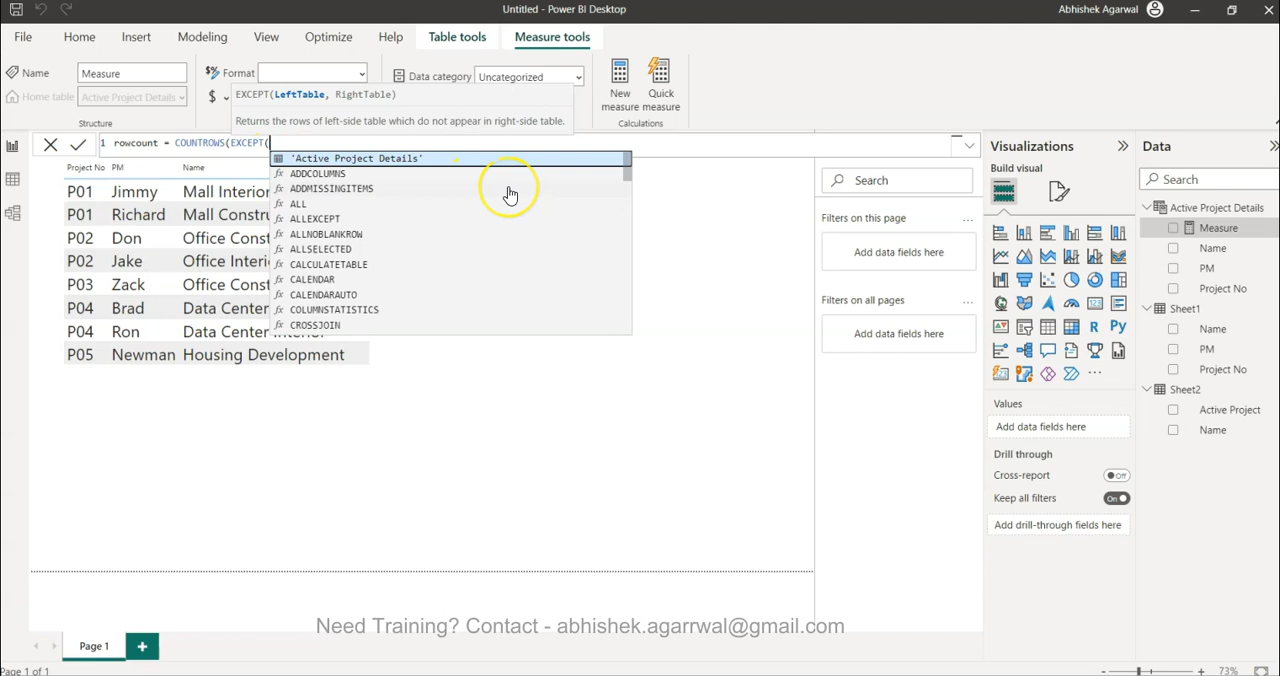 Untitled - Power BI Desktop
Abhishek Agarwal
File
Home
Insert
Modeling
View
Optimize
Help
Table tools
Measure tools
Name
Measure
Home table
Active Project Details
Structure
$% Format
$
Data category
Uncategorized
New measure
Quick measure
Calculations
EXCEPT(LeftTable, RightTable)
Returns the rows of left-side table which do not appear in right-side table.
1 rowcount = COUNTROWS(EXCEPT(
'Active Project Details'
ADDCOLUMNS
ADDMISSINGITEMS
ALL
ALLEXCEPT
ALLNOBLANKROW
ALLSELECTED
CALCULATETABLE
CALENDAR
CALENDARAUTO
COLUMNSTATISTICS
CROSSJOIN
Project No PM Name
P01 Jimmy Mall Interior
P01 Richard Mall Constru
P02 Don Office Const
P02 Jake Office Interi
P03 Zack Office Const
P04 Brad Data Center
P04 Ron Data Center Interior
P05 Newman Housing Development
Search
Filters on this page
...
Add data fields here
Filters on all pages
...
Add data fields here
Visualizations
Build visual
R
Py
...
Values
Add data fields here
Drill through
Cross-report
Off
Keep all filters
On
Add drill-through fields here
Data
Search
Active Project Details
Measure
Name
PM
Project No
Sheet1
Name
PM
Project No
Sheet2
Active Project
Name
Need Training? Contact - abhishek.agarrwal@gmail.com
Page 1
Page 1 of 1
73%